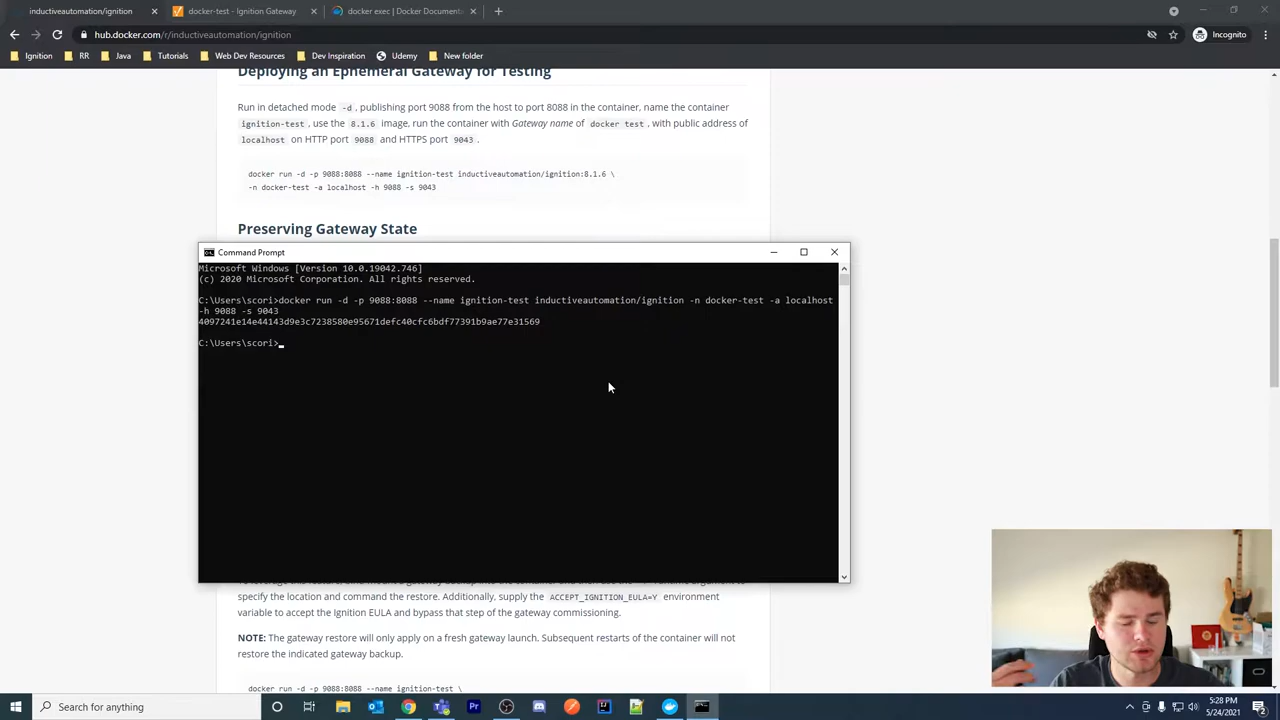 inductiveautomation/ignition
docker-test - Ignition Gateway
docker exec | Docker Documenta
hub.docker.com/r/inductiveautomation/ignition
Incognito
Ignition
RR
Java
Tutorials
Web Dev Resources
Dev Inspiration
Udemy
New folder
Deploying an Ephemeral Gateway for Testing
Run in detached mode -d, publishing port 9088 from the host to port 8088 in the container, name the container
ignition-test, use the 8.1.6 image, run the container with Gateway name of docker test, with public address of
localhost on HTTP port 9088 and HTTPS port 9043.
docker run -d -p 9088:8088 --name ignition-test inductiveautomation/ignition:8.1.6 \
-n docker-test -a localhost -h 9088 -s 9043
Preserving Gateway State
Command Prompt
Microsoft Windows [Version 10.0.19042.746]
(c) 2020 Microsoft Corporation. All rights reserved.
C:\Users\scori>docker run -d -p 9088:8088 --name ignition-test inductiveautomation/ignition -n docker-test -a localhost
-h 9088 -s 9043
4097241e14e44143d9e3c7238580e95671defc40cfc6bdf77391b9ae77e31569
C:\Users\scori>
specify the location and command the restore. Additionally, supply the ACCEPT_IGNITION_EULA=Y environment
variable to accept the Ignition EULA and bypass that step of the gateway commissioning.
NOTE: The gateway restore will only apply on a fresh gateway launch. Subsequent restarts of the container will not
restore the indicated gateway backup.
docker run -d -p 9088:8088 --name ignition-test \
Search for anything
5:28 PM
5/24/2021